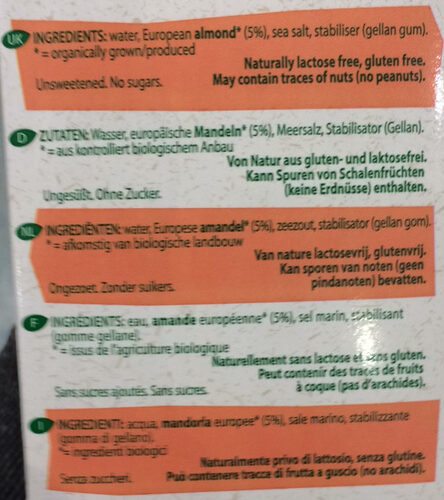 UK INGREDIENTS: water, European almond* (5%), sea salt, stabiliser (gellan gum).
* = organically grown/produced
Naturally lactose free, gluten free.
Unsweetened. No sugars.
May contain traces of nuts (no peanuts).
D ZUTATEN: Wasser, europäische Mandeln* (5%), Meersalz, Stabilisator (Gellan).
* = aus kontrolliert biologischem Anbau
Von Natur aus gluten- und laktosefrei.
Kann Spuren von Schalenfrüchten
Ungesüßt. Ohne Zucker.
(keine Erdnüsse) enthalten.
NL INGREDIËNTEN: water, Europese amandel* (5%), zeezout, stabilisator (gellan gom).
* = afkomstig van biologische landbouw
Van nature lactosevrij, glutenvrij.
Kan sporen van noten (geen
Ongezoet. Zonder suikers.
pindanoten) bevatten.
F INGRÉDIENTS: eau, amande européenne* (5%), sel marin, stabilisant
(gomme gellane).
* = issus de l'agriculture biologique
Naturellement sans lactose et sans gluten.
Peut contenir des traces de fruits
Sans sucres ajoutés. Sans sucres.
à coque (pas d'arachides).
I INGREDIENTI: acqua, mandorla europee* (5%), sale marino, stabilizzante
(gomma di gellano).
*= ingredienti biologici
Naturalmente privo di lattosio, senza glutine.
Senza zuccheri.
Può contenere tracce di frutta a guscio (no arachidi).